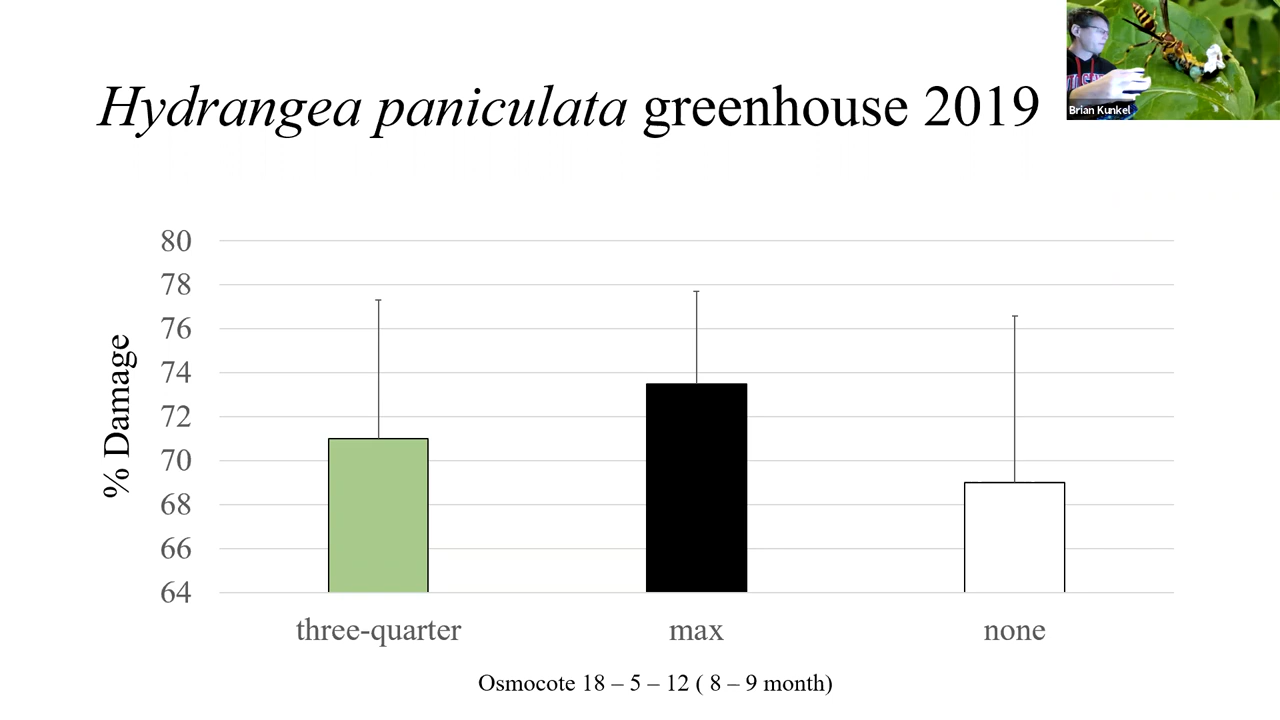 Hydrangea paniculata greenhouse 2019
Brian Kunkel
80
78
76
74
72
70
68
66
64
% Damage
three-quarter
max
none
Osmocote 18 – 5 – 12 ( 8 – 9 month)